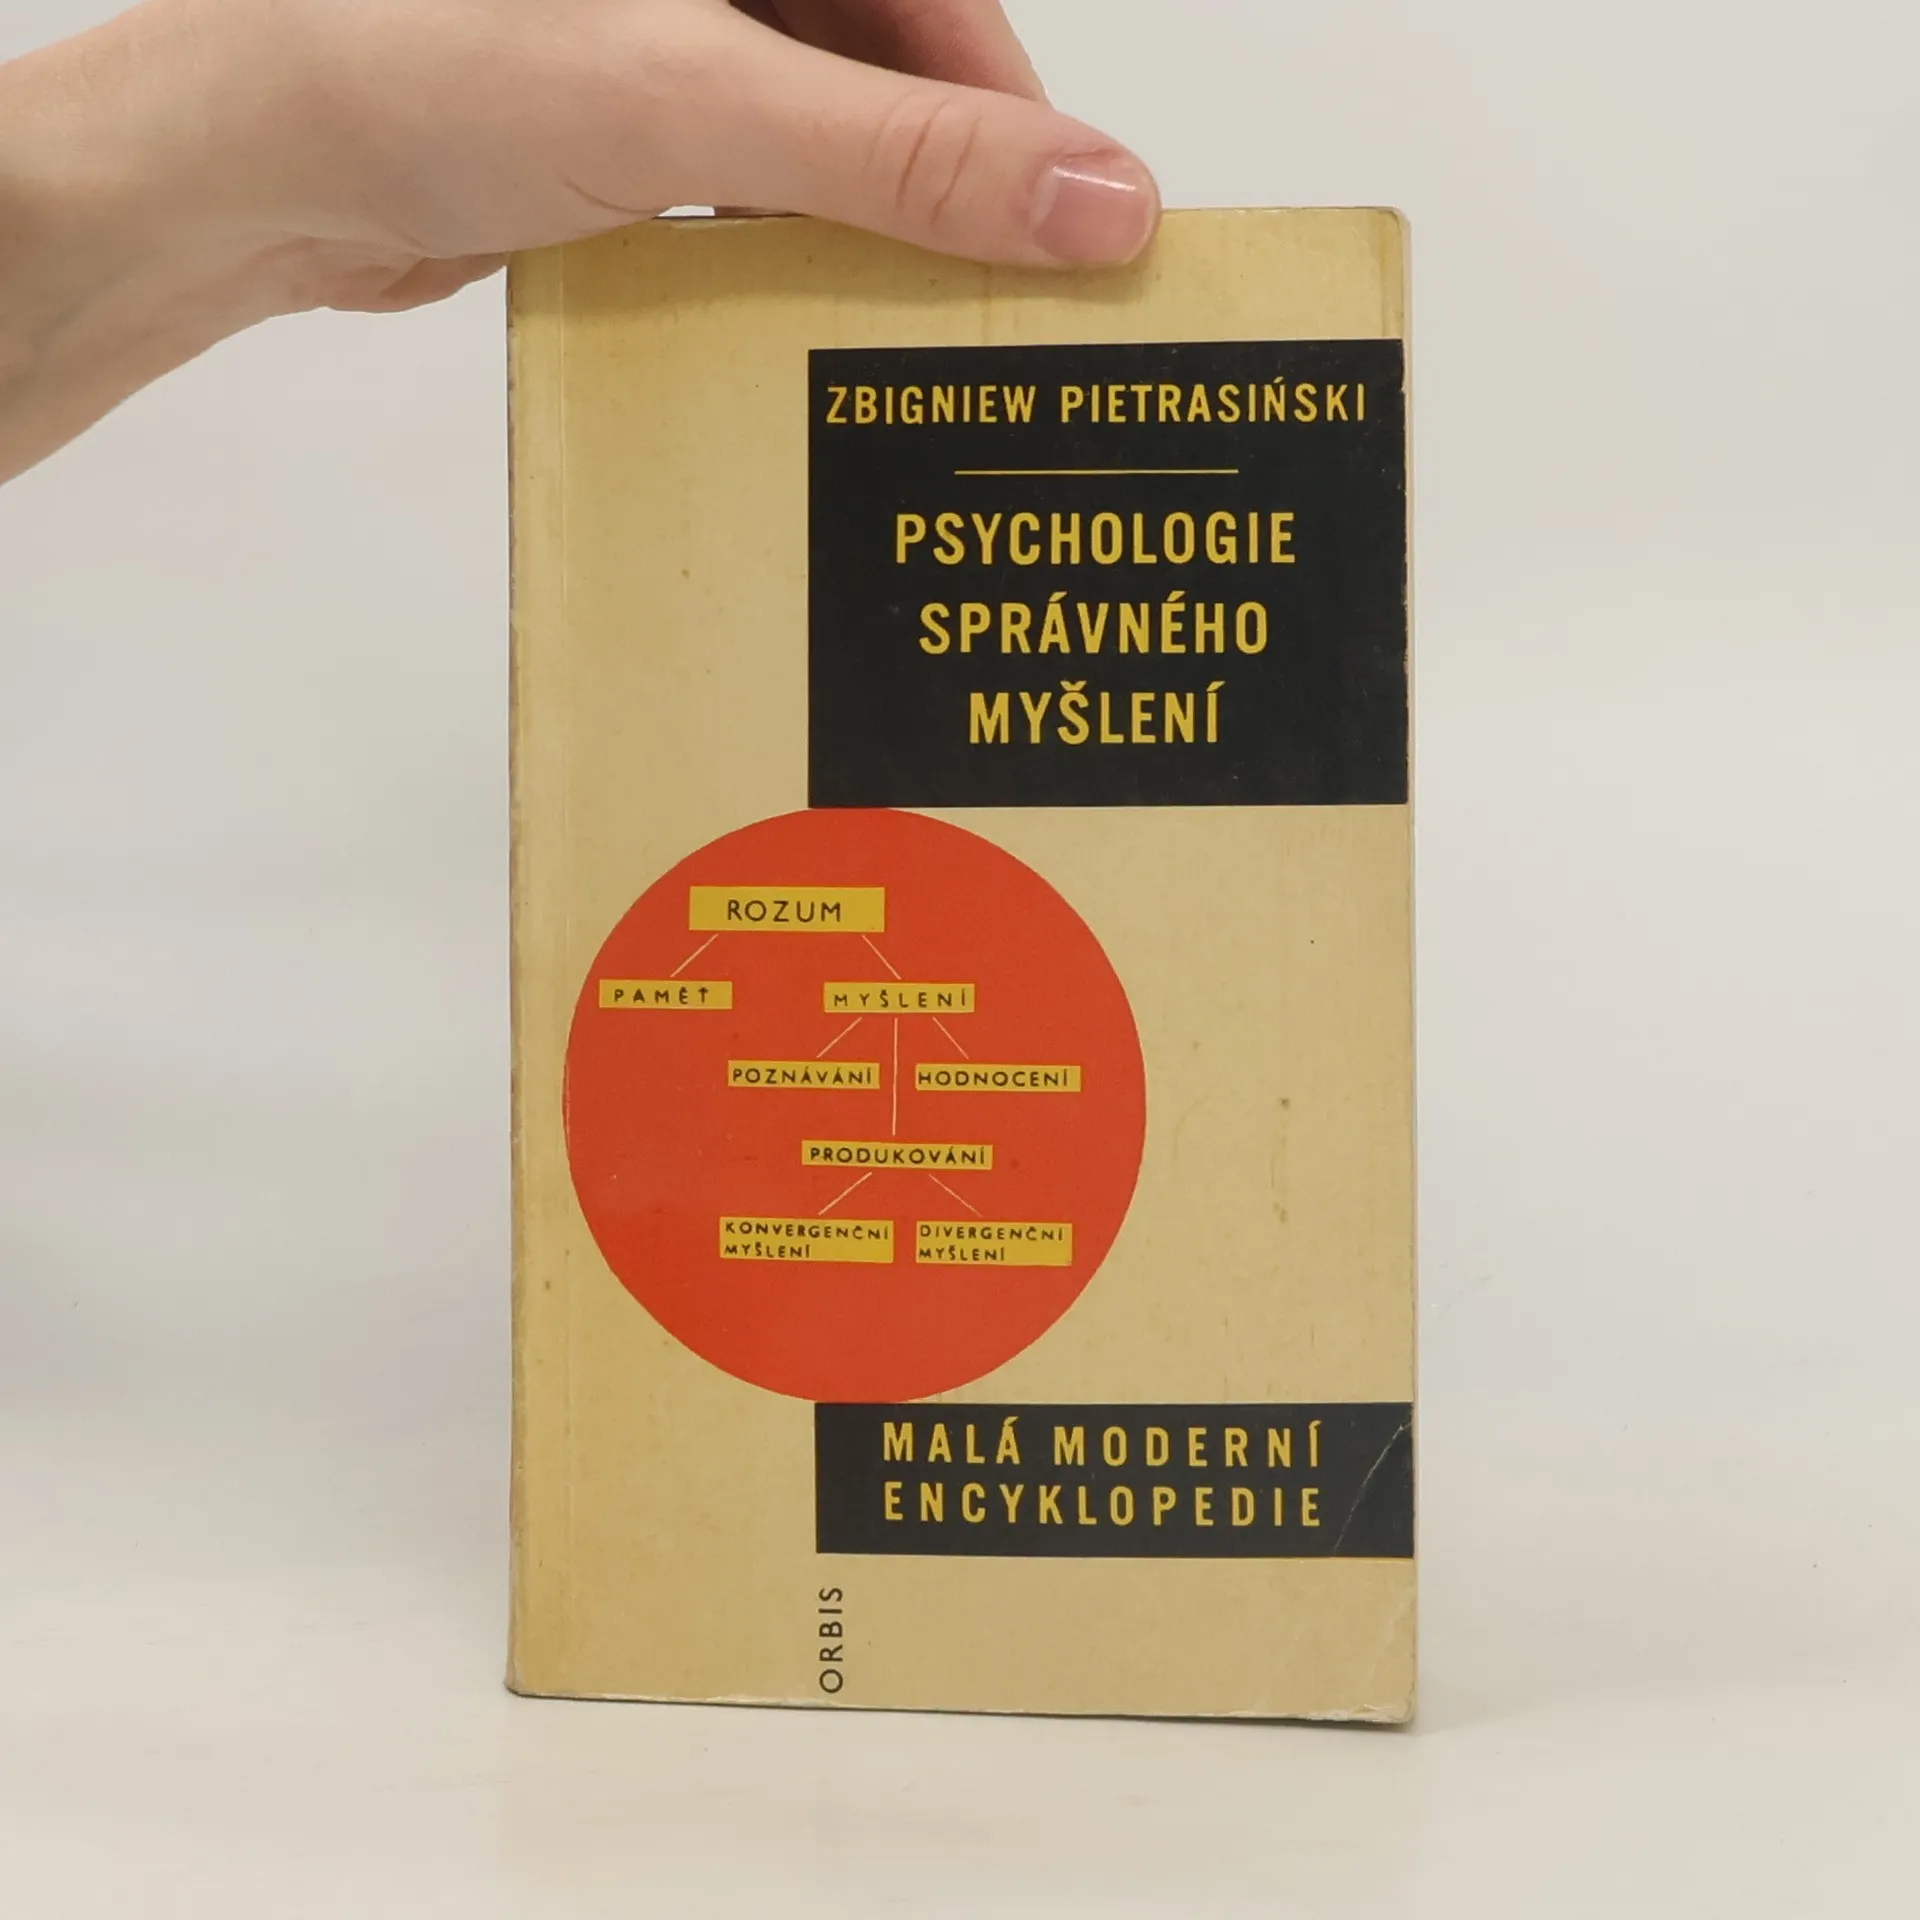 ZBIGNIEW PIETRASIŃSKI
PSYCHOLOGIE
SPRÁVNÉHO
MYŠLENÍ
ROZUM
PAMĚŤ
MYŠLENÍ
POZNÁVÁNÍ
HODNOCENÍ
PRODUKOVÁNÍ
KONVERGENČNÍ
MYŠLENÍ
DIVERGENČNÍ
MYŠLENÍ
MALÁ MODERNÍ
ENCYKLOPEDIE
ORBIS